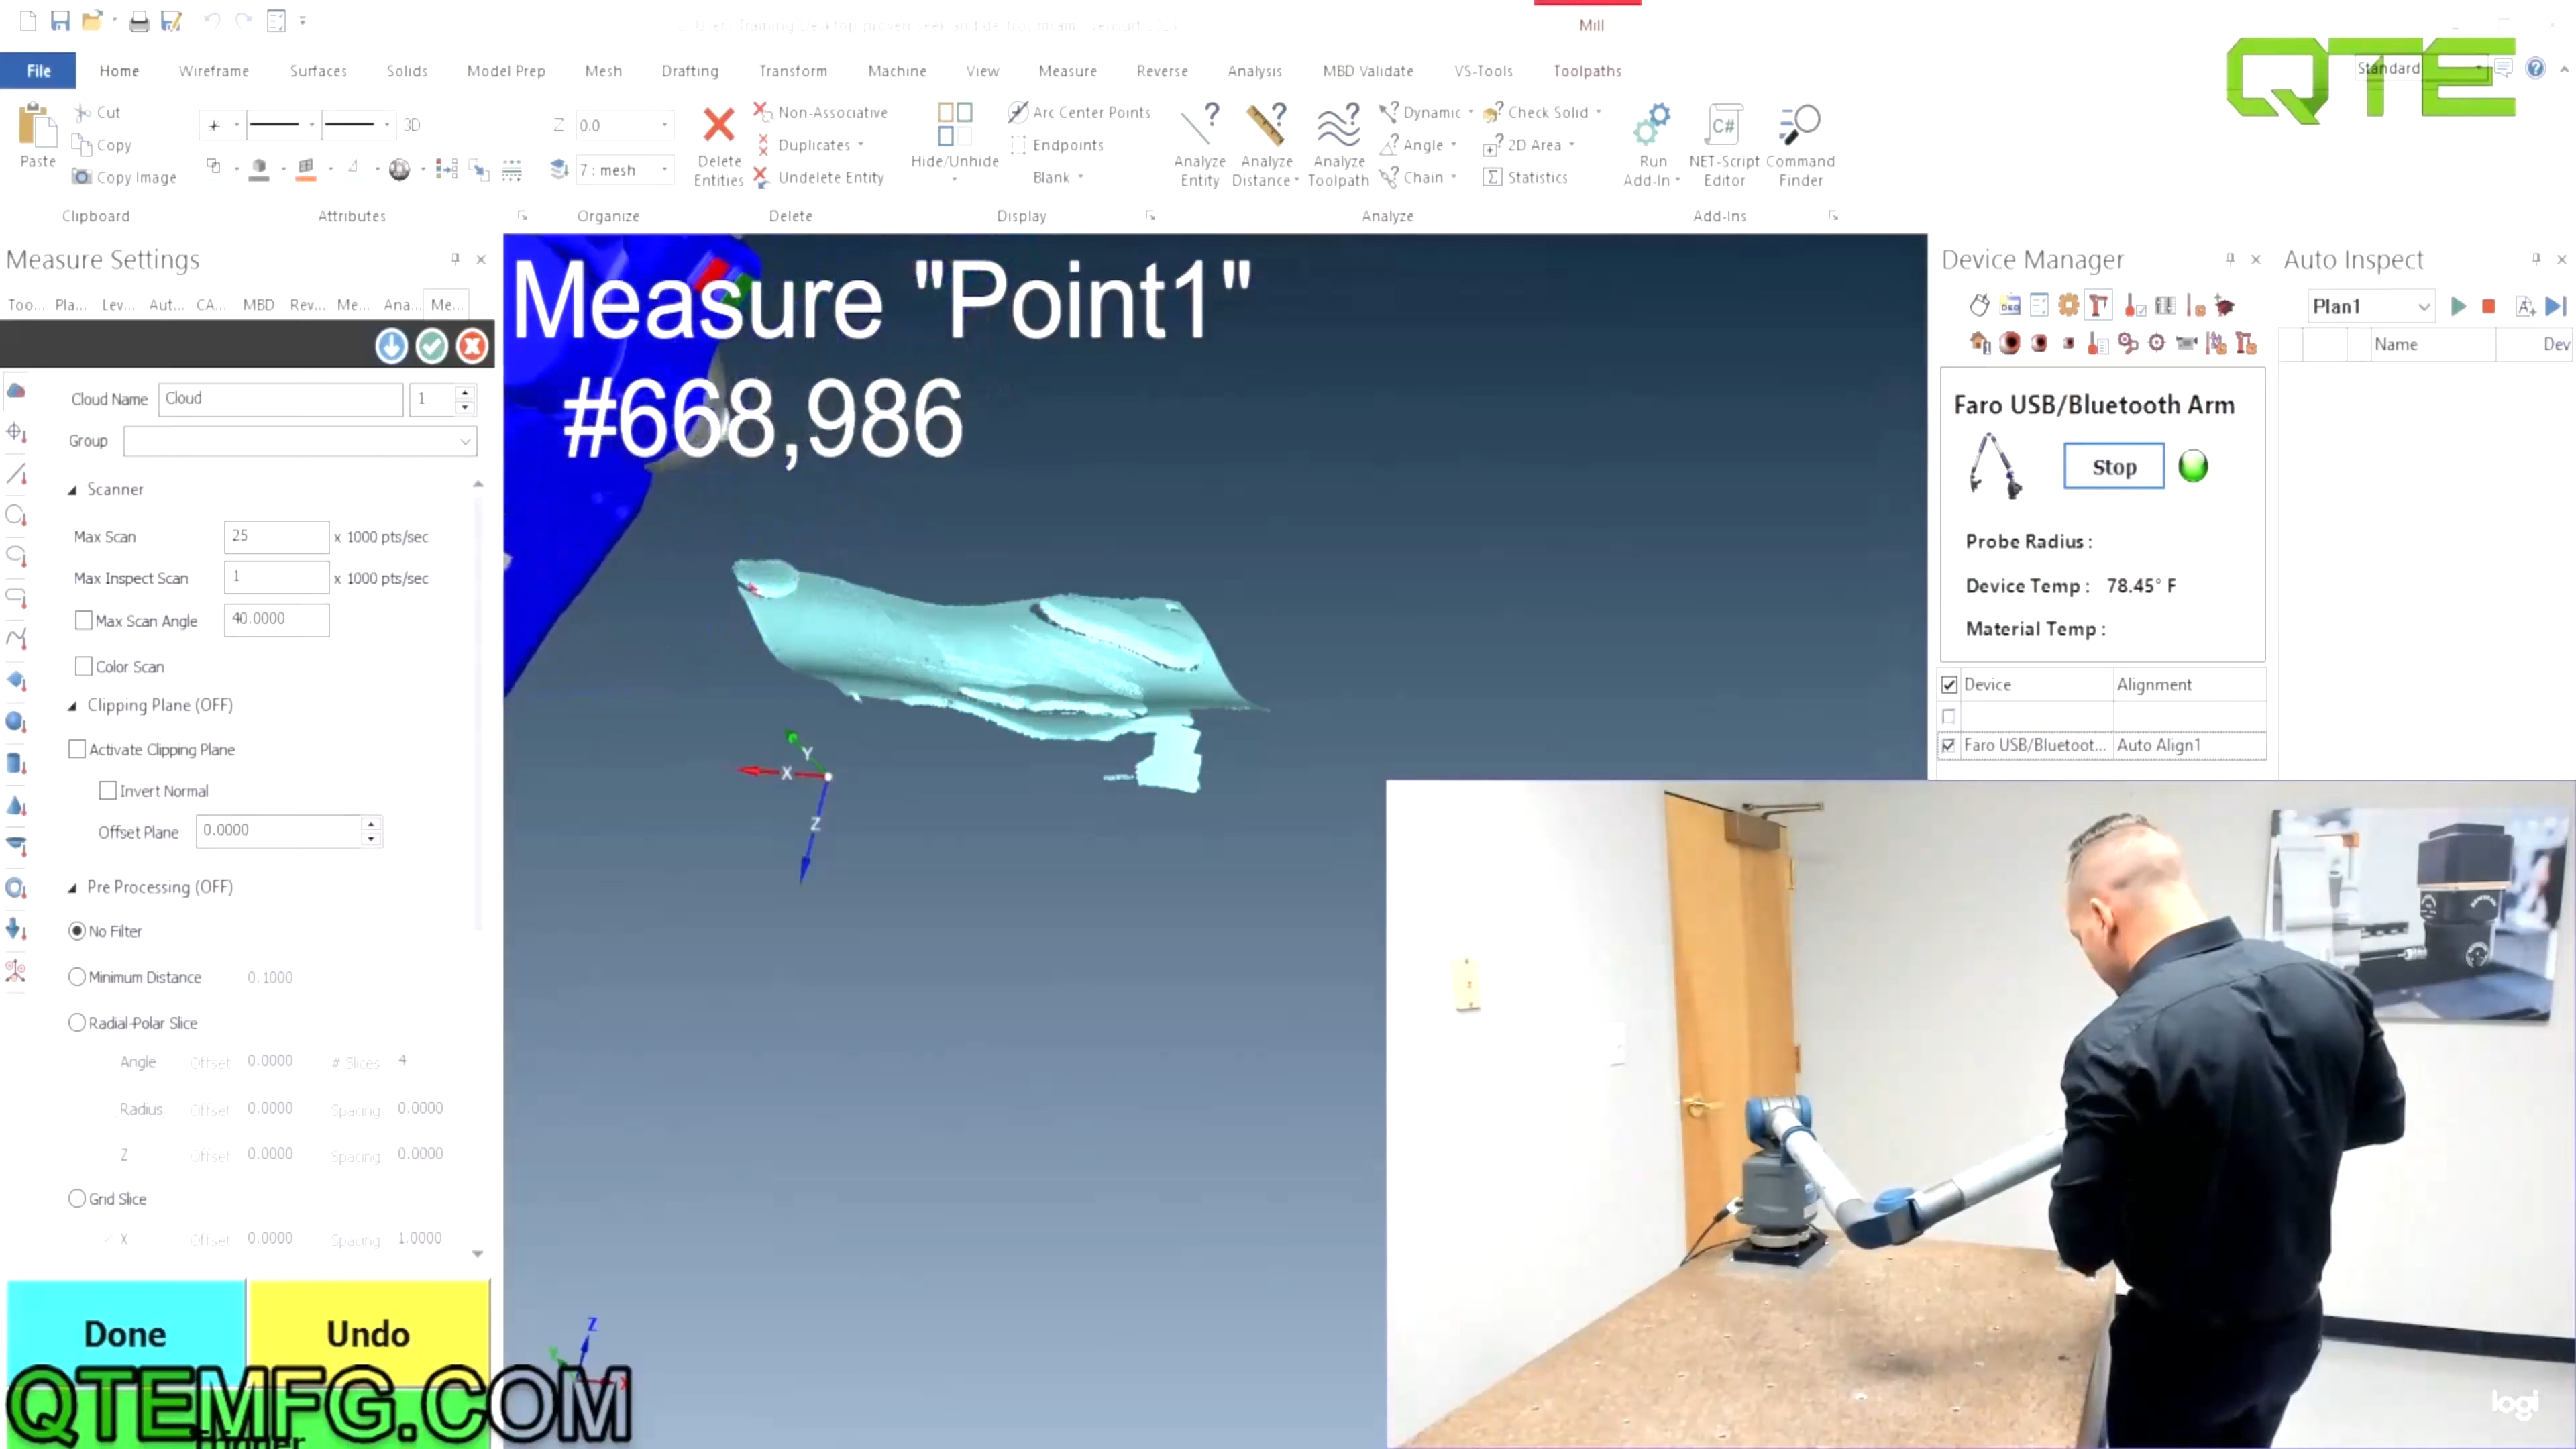 Mill
QTE
File Home Wireframe Surfaces Solids Model Prep Mesh Drafting Transform Machine View Measure Reverse Analysis MBD Validate VS-Tools Toolpaths Standard
Paste Cut Copy Copy Image
Clipboard
3D
Attributes
Z 0.0
7 : mesh
Organize
Delete Entities
Non-Associative
Duplicates
Undelete Entity
Delete
Hide/Unhide
Arc Center Points
Endpoints
Blank
Display
Analyze Entity
Analyze Distance
Analyze Toolpath
Dynamic
Angle
Chain
Check Solid
2D Area
Statistics
Analyze
Run Add-In
C#
NET-Script Editor
Command Finder
Add-Ins
Measure Settings
Too... Pla... Lev... Aut... CA... MBD Rev... Me... Ana... Me...
Cloud Name Cloud 1
Group
Scanner
Max Scan 25 x 1000 pts/sec
Max Inspect Scan 1 x 1000 pts/sec
Max Scan Angle 40.0000
Color Scan
Clipping Plane (OFF)
Activate Clipping Plane
Invert Normal
Offset Plane 0.0000
Pre Processing (OFF)
No Filter
Minimum Distance 0.1000
Radial-Polar Slice
Angle Offset 0.0000 # Slices 4
Radius Offset 0.0000 Spacing 0.0000
Z Offset 0.0000 Spacing 0.0000
Grid Slice
X Offset 0.0000 Spacing 1.0000
Done Undo
QTEMFG.COM
Measure "Point1"
#668,986
Y
X
Z
Z
X
Device Manager
Faro USB/Bluetooth Arm
Stop
Probe Radius :
Device Temp : 78.45° F
Material Temp :
Device Alignment
Faro USB/Bluetoot... Auto Align1
Auto Inspect
Plan1
Name Dev
logi